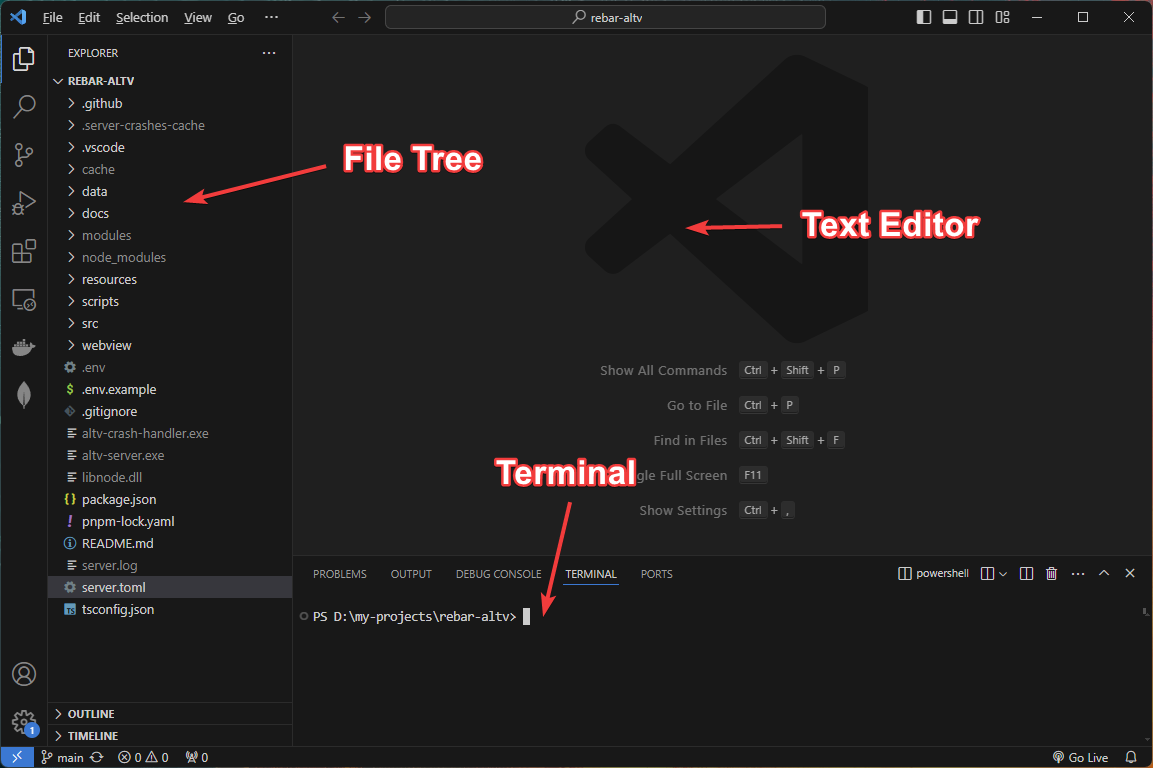 File Edit Selection View Go ··· rebar-altv
EXPLORER ···
REBAR-ALTV
.github
.server-crashes-cache
.vscode
cache
data
docs
modules
node_modules
resources
scripts
src
webview
.env
$ .env.example
.gitignore
altv-crash-handler.exe
altv-server.exe
libnode.dll
{} package.json
! pnpm-lock.yaml
README.md
server.log
server.toml
TS tsconfig.json
OUTLINE
TIMELINE
File Tree
Text Editor
Show All Commands Ctrl + Shift + P
Go to File Ctrl + P
Find in Files Ctrl + Shift + F
gle Full Screen F11
Show Settings Ctrl + ,
Terminal
PROBLEMS OUTPUT DEBUG CONSOLE TERMINAL PORTS powershell ···
PS D:\my-projects\rebar-altv>
1
main 0 0 0 Go Live